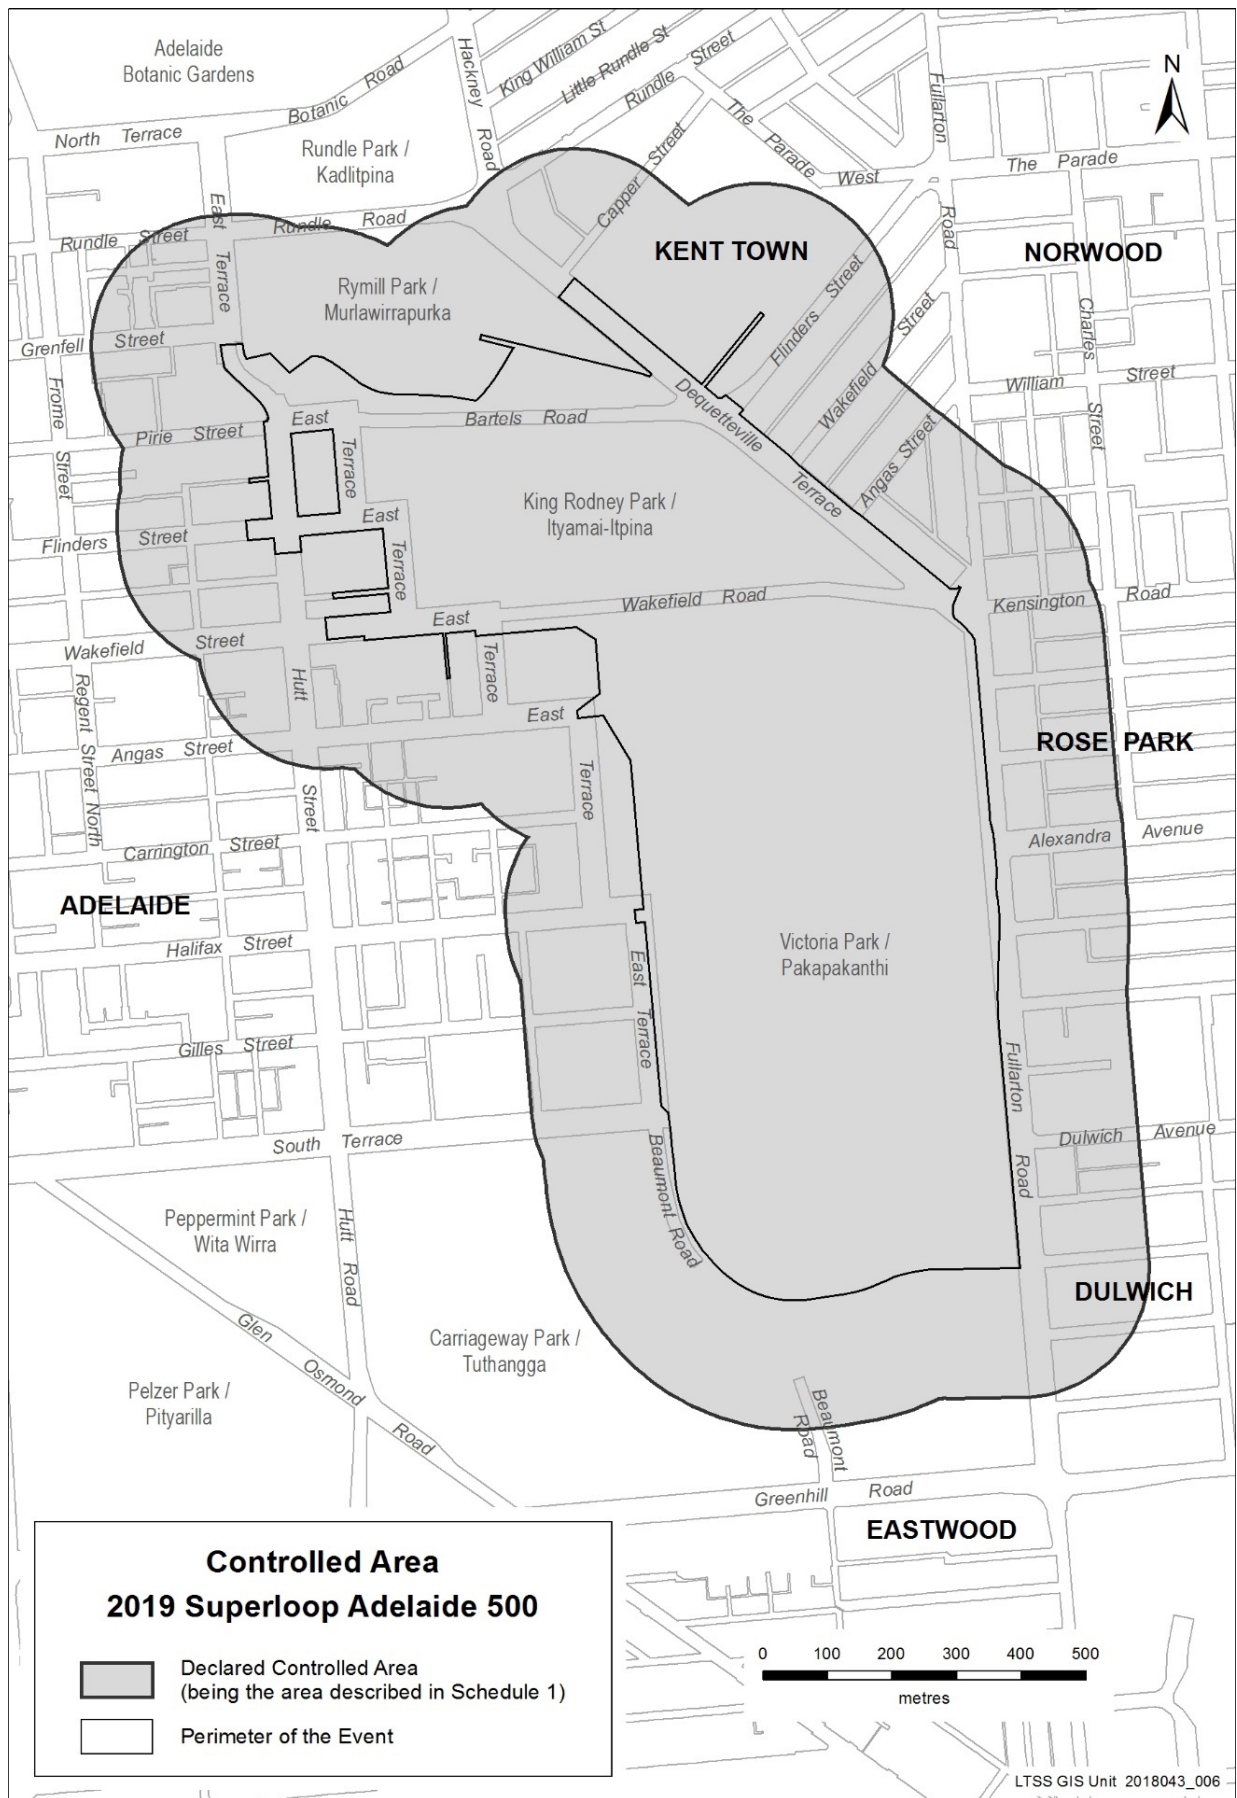 Adelaide
Botanic Gardens
Hackney
Road
King William St
Little Rundle St
Rundle Street
Fullarton
Road
N
Botanic Road
North Terrace
Rundle Park /
Kadlitpina
The Parade
West
The Parade
Capper Street
East
Terrace
Rundle Road
Rundle Street
KENT TOWN
NORWOOD
Rymill Park /
Murlawirrapurka
Flinders Street
Charles
Street
Grenfell Street
Frome
Street
William Street
Wakefield Street
Dequetteville
Terrace
East
Terrace
Bartels Road
Pirie Street
Angas Street
King Rodney Park /
Ityamai-Itpina
East
Terrace
Flinders Street
Wakefield Road
Kensington Road
East
Terrace
Wakefield Street
Hutt
Street
Regent Street North
East
Terrace
Angas Street
ROSE PARK
Carrington Street
Alexandra Avenue
ADELAIDE
Halifax Street
Victoria Park /
Pakapakanthi
East
Terrace
Gilles Street
Fullarton
Road
South Terrace
Dulwich Avenue
Beaumont Road
Peppermint Park /
Wita Wirra
Hutt
Road
DULWICH
Glen
Osmond
Road
Carriageway Park /
Tuthangga
Pelzer Park /
Pityarilla
Beaumont
Road
Greenhill Road
EASTWOOD
Controlled Area
2019 Superloop Adelaide 500
Declared Controlled Area
(being the area described in Schedule 1)
Perimeter of the Event
0 100 200 300 400 500
metres
LTSS GIS Unit 2018043_006